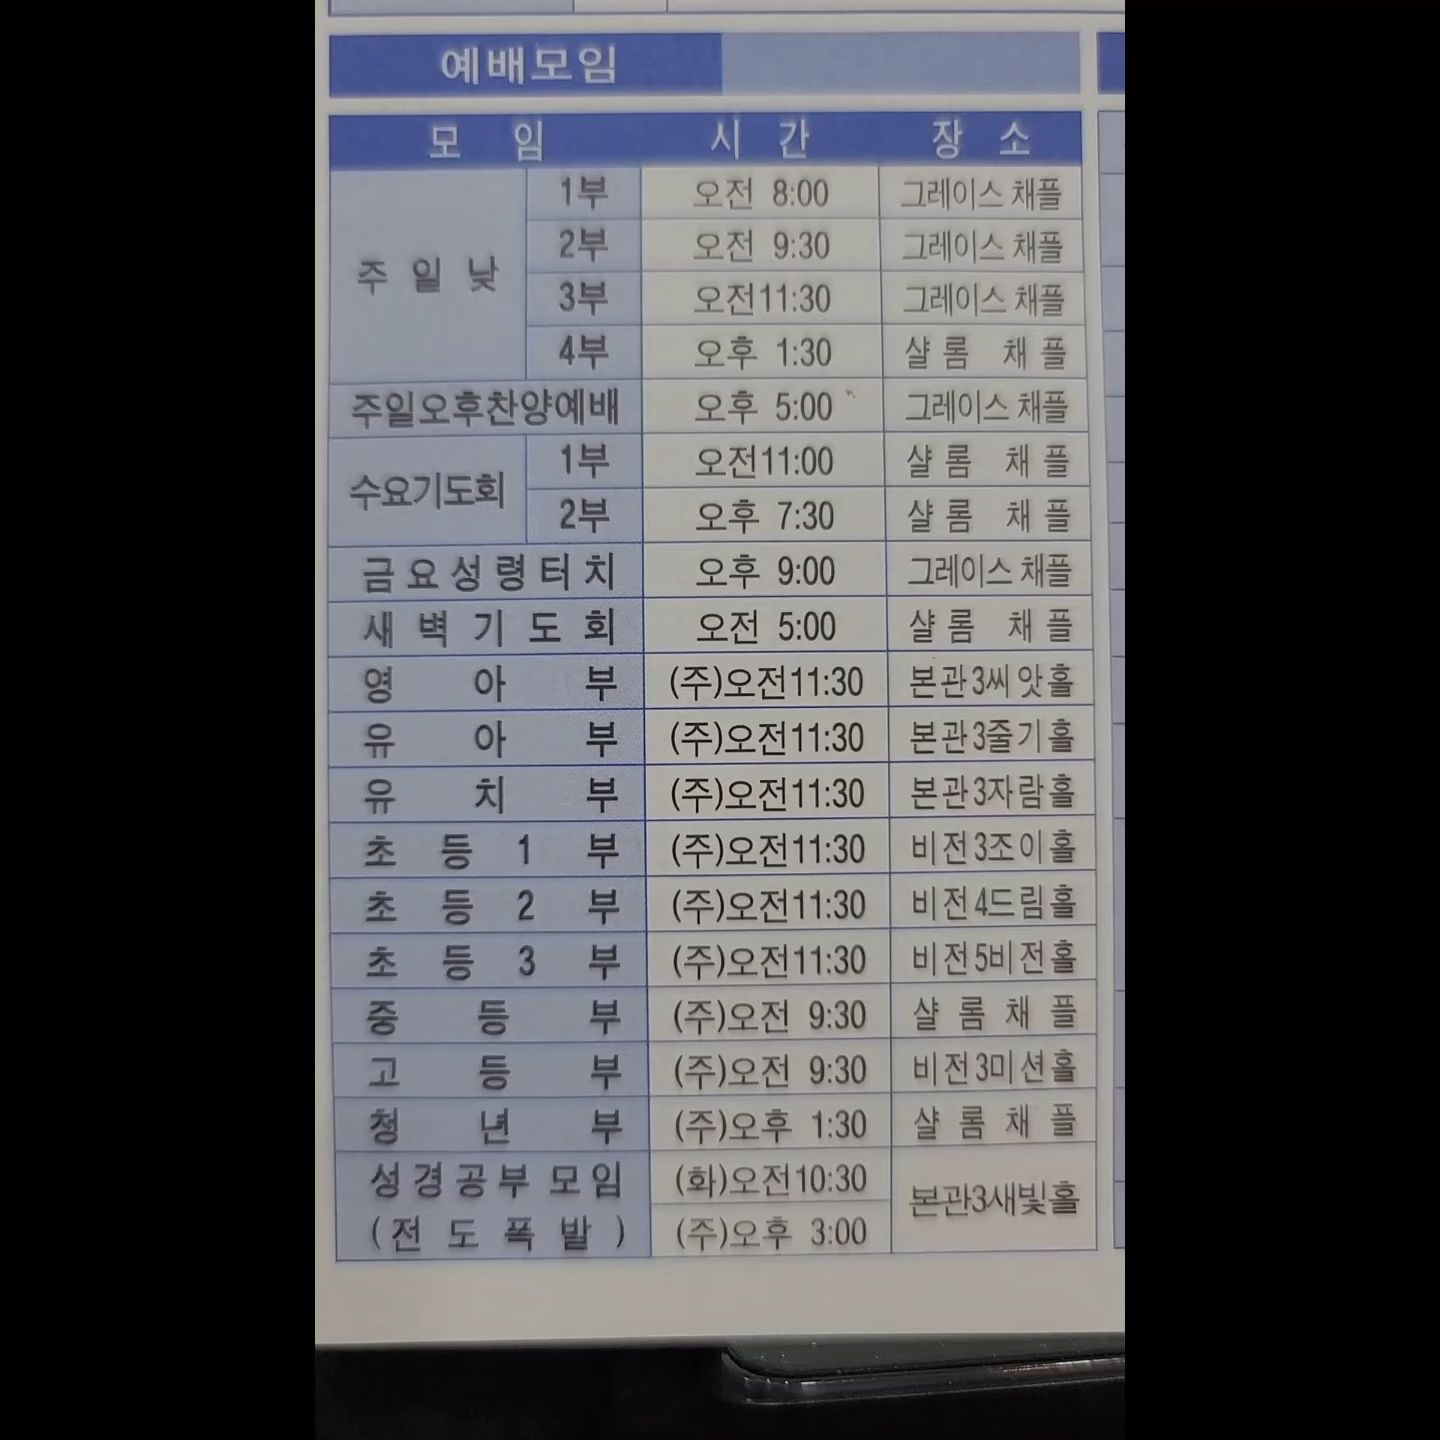 예배모임
모 임 시 간 장 소
주 일 낮 1부 오전 8:00 그레이스 채플
2부 오전 9:30 그레이스 채플
3부 오전11:30 그레이스 채플
4부 오후 1:30 샬 롬 채 플
주일오후찬양예배 오후 5:00 그레이스 채플
수요기도회 1부 오전11:00 샬 롬 채 플
2부 오후 7:30 샬 롬 채 플
금요성령터치 오후 9:00 그레이스 채플
새벽기도회 오전 5:00 샬 롬 채 플
영 아 부 (주)오전11:30 본관3씨앗홀
유 아 부 (주)오전11:30 본관3줄기홀
유 치 부 (주)오전11:30 본관3자람홀
초 등 1 부 (주)오전11:30 비전3조이홀
초 등 2 부 (주)오전11:30 비전4드림홀
초 등 3 부 (주)오전11:30 비전5비전홀
중 등 부 (주)오전 9:30 샬 롬 채 플
고 등 부 (주)오전 9:30 비전3미션홀
청 년 부 (주)오후 1:30 샬 롬 채 플
성경공부 모임 (화)오전10:30 본관3새빛홀
(전 도 폭 발) (주)오후 3:00